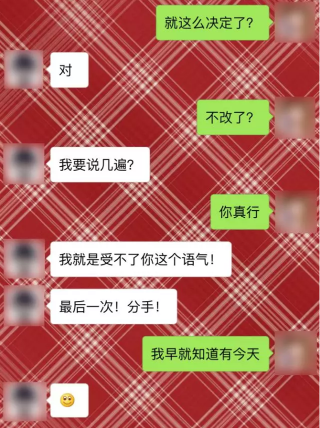 就这么决定了?
对
不改了?
我要说几遍?
你真行
我就是受不了你这个语气!
最后一次!分手!
我早就知道有今天